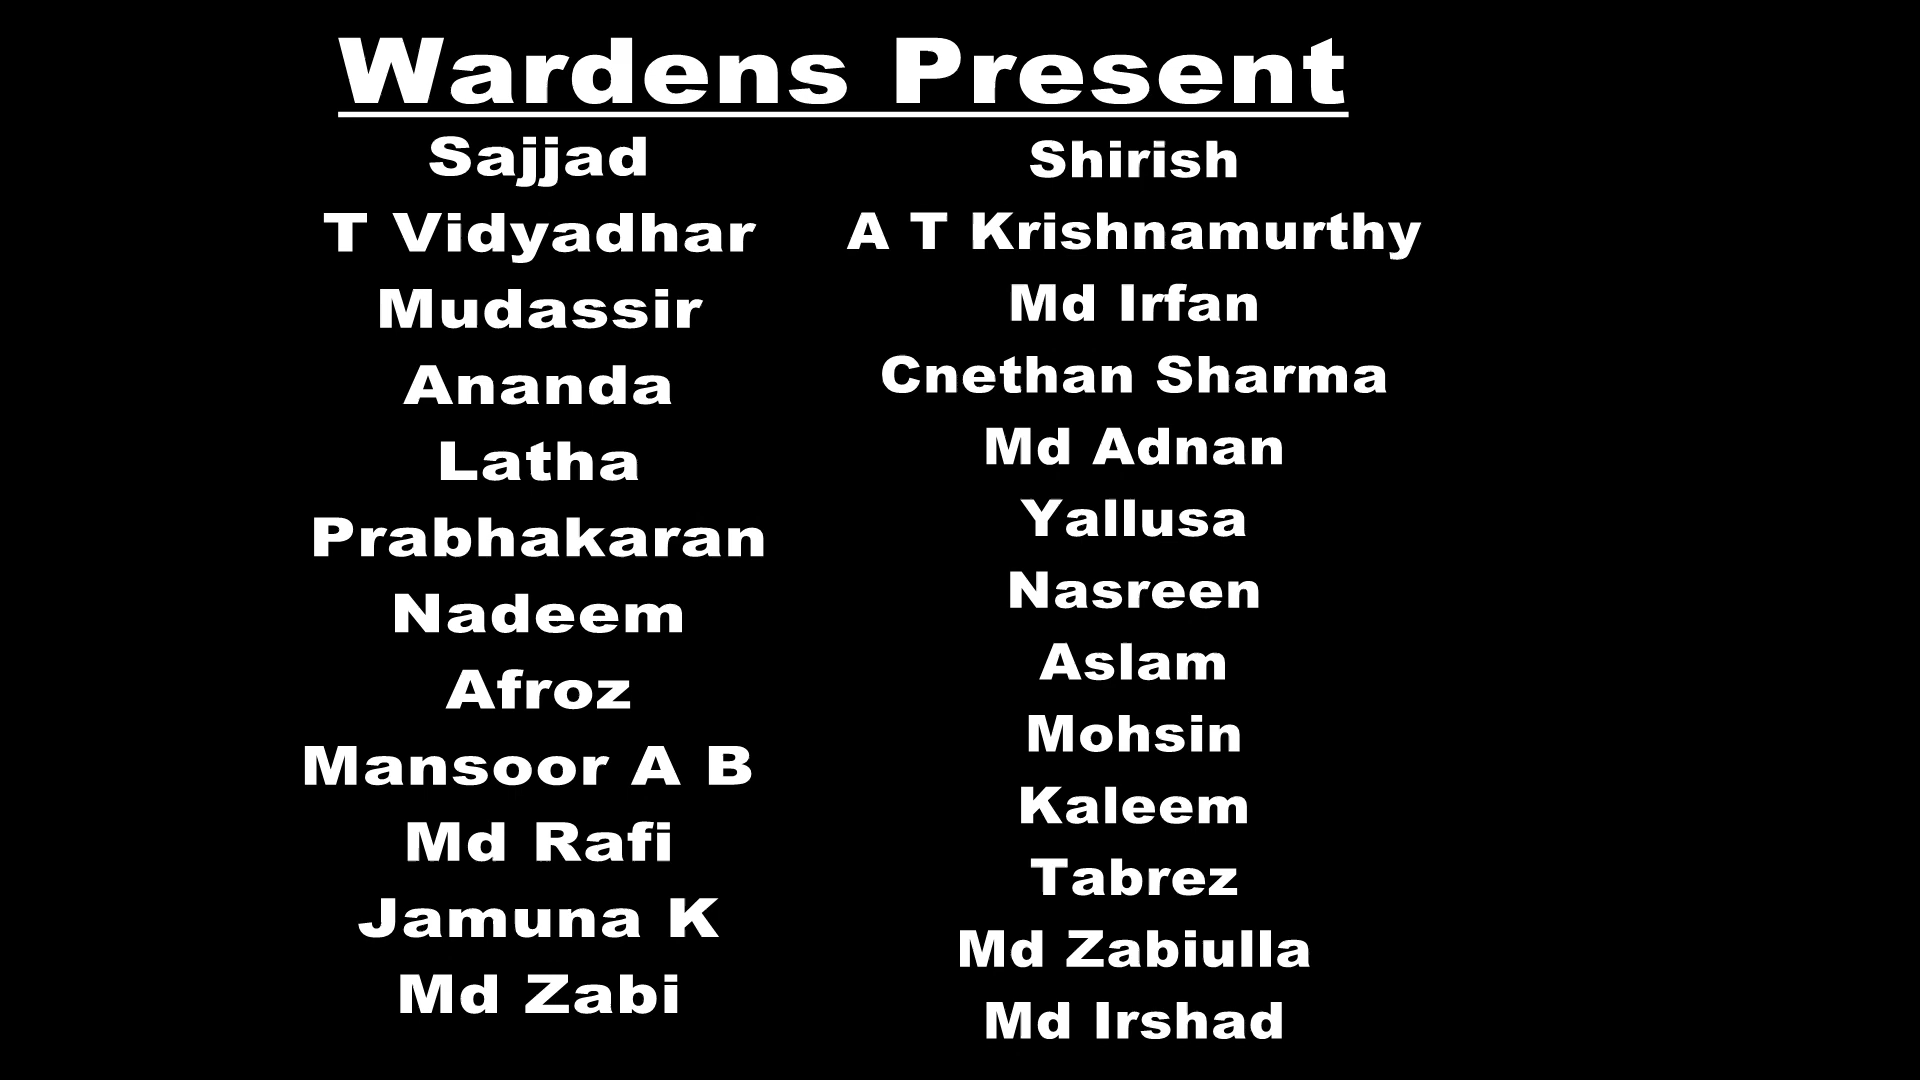 Wardens Present
Sajjad
T Vidyadhar
Mudassir
Ananda
Latha
Prabhakaran
Nadeem
Afroz
Mansoor A B
Md Rafi
Jamuna K
Md Zabi
Shirish
A T Krishnamurthy
Md Irfan
Cnethan Sharma
Md Adnan
Yallusa
Nasreen
Aslam
Mohsin
Kaleem
Tabrez
Md Zabiulla
Md Irshad